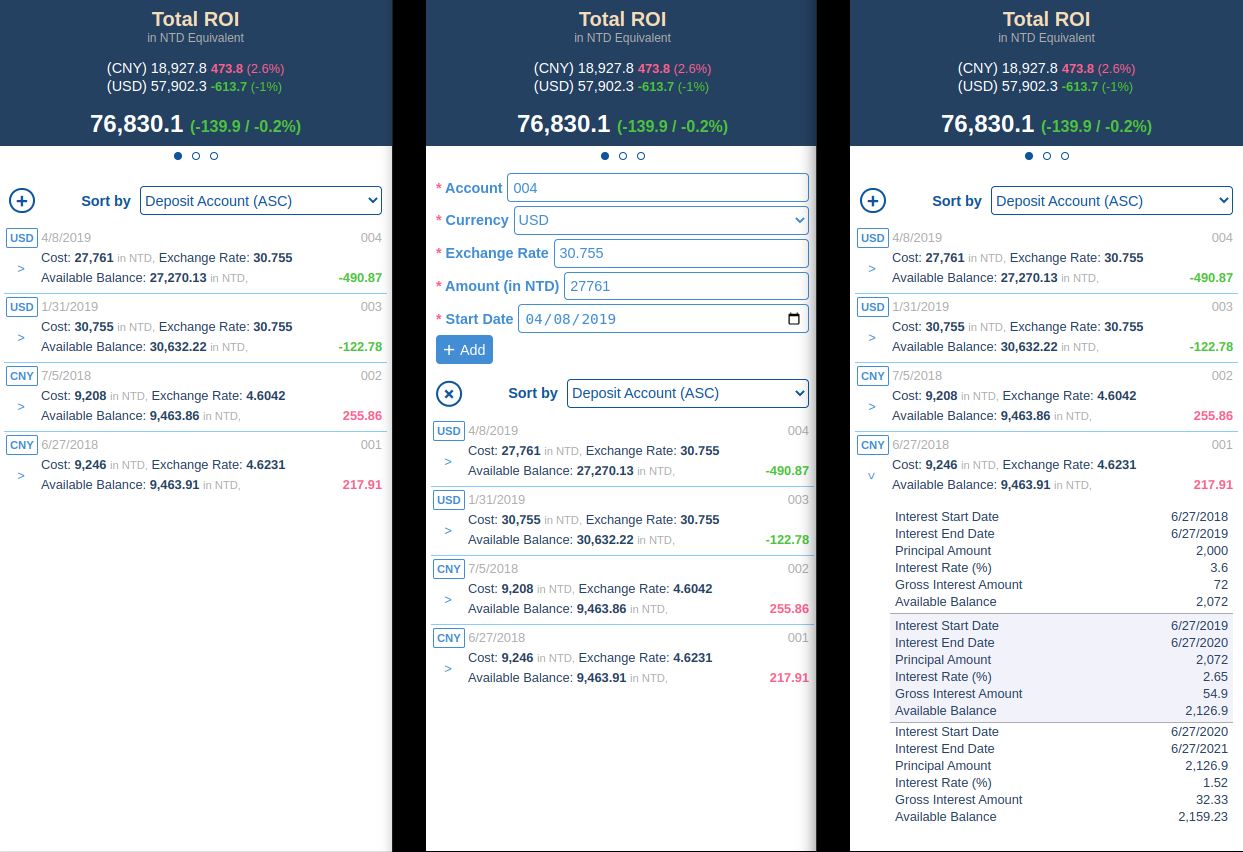 Total ROI
in NTD Equivalent
(CNY) 18,927.8 473.8 (2.6%)
(USD) 57,902.3 -613.7 (-1%)
76,830.1 (-139.9 / -0.2%)
Sort by Deposit Account (ASC)
USD 4/8/2019 004
Cost: 27,761 in NTD, Exchange Rate: 30.755
> Available Balance: 27,270.13 in NTD, -490.87
USD 1/31/2019 003
Cost: 30,755 in NTD, Exchange Rate: 30.755
> Available Balance: 30,632.22 in NTD, -122.78
CNY 7/5/2018 002
Cost: 9,208 in NTD, Exchange Rate: 4.6042
> Available Balance: 9,463.86 in NTD, 255.86
CNY 6/27/2018 001
Cost: 9,246 in NTD, Exchange Rate: 4.6231
> Available Balance: 9,463.91 in NTD, 217.91
Total ROI
in NTD Equivalent
(CNY) 18,927.8 473.8 (2.6%)
(USD) 57,902.3 -613.7 (-1%)
76,830.1 (-139.9 / -0.2%)
* Account 004
* Currency USD
* Exchange Rate 30.755
* Amount (in NTD) 27761
* Start Date 04/08/2019
+ Add
Sort by Deposit Account (ASC)
USD 4/8/2019 004
Cost: 27,761 in NTD, Exchange Rate: 30.755
> Available Balance: 27,270.13 in NTD, -490.87
USD 1/31/2019 003
Cost: 30,755 in NTD, Exchange Rate: 30.755
> Available Balance: 30,632.22 in NTD, -122.78
CNY 7/5/2018 002
Cost: 9,208 in NTD, Exchange Rate: 4.6042
> Available Balance: 9,463.86 in NTD, 255.86
CNY 6/27/2018 001
Cost: 9,246 in NTD, Exchange Rate: 4.6231
> Available Balance: 9,463.91 in NTD, 217.91
Total ROI
in NTD Equivalent
(CNY) 18,927.8 473.8 (2.6%)
(USD) 57,902.3 -613.7 (-1%)
76,830.1 (-139.9 / -0.2%)
Sort by Deposit Account (ASC)
USD 4/8/2019 004
Cost: 27,761 in NTD, Exchange Rate: 30.755
> Available Balance: 27,270.13 in NTD, -490.87
USD 1/31/2019 003
Cost: 30,755 in NTD, Exchange Rate: 30.755
> Available Balance: 30,632.22 in NTD, -122.78
CNY 7/5/2018 002
Cost: 9,208 in NTD, Exchange Rate: 4.6042
> Available Balance: 9,463.86 in NTD, 255.86
CNY 6/27/2018 001
Cost: 9,246 in NTD, Exchange Rate: 4.6231
Available Balance: 9,463.91 in NTD, 217.91
Interest Start Date 6/27/2018
Interest End Date 6/27/2019
Principal Amount 2,000
Interest Rate (%) 3.6
Gross Interest Amount 72
Available Balance 2,072
Interest Start Date 6/27/2019
Interest End Date 6/27/2020
Principal Amount 2,072
Interest Rate (%) 2.65
Gross Interest Amount 54.9
Available Balance 2,126.9
Interest Start Date 6/27/2020
Interest End Date 6/27/2021
Principal Amount 2,126.9
Interest Rate (%) 1.52
Gross Interest Amount 32.33
Available Balance 2,159.23